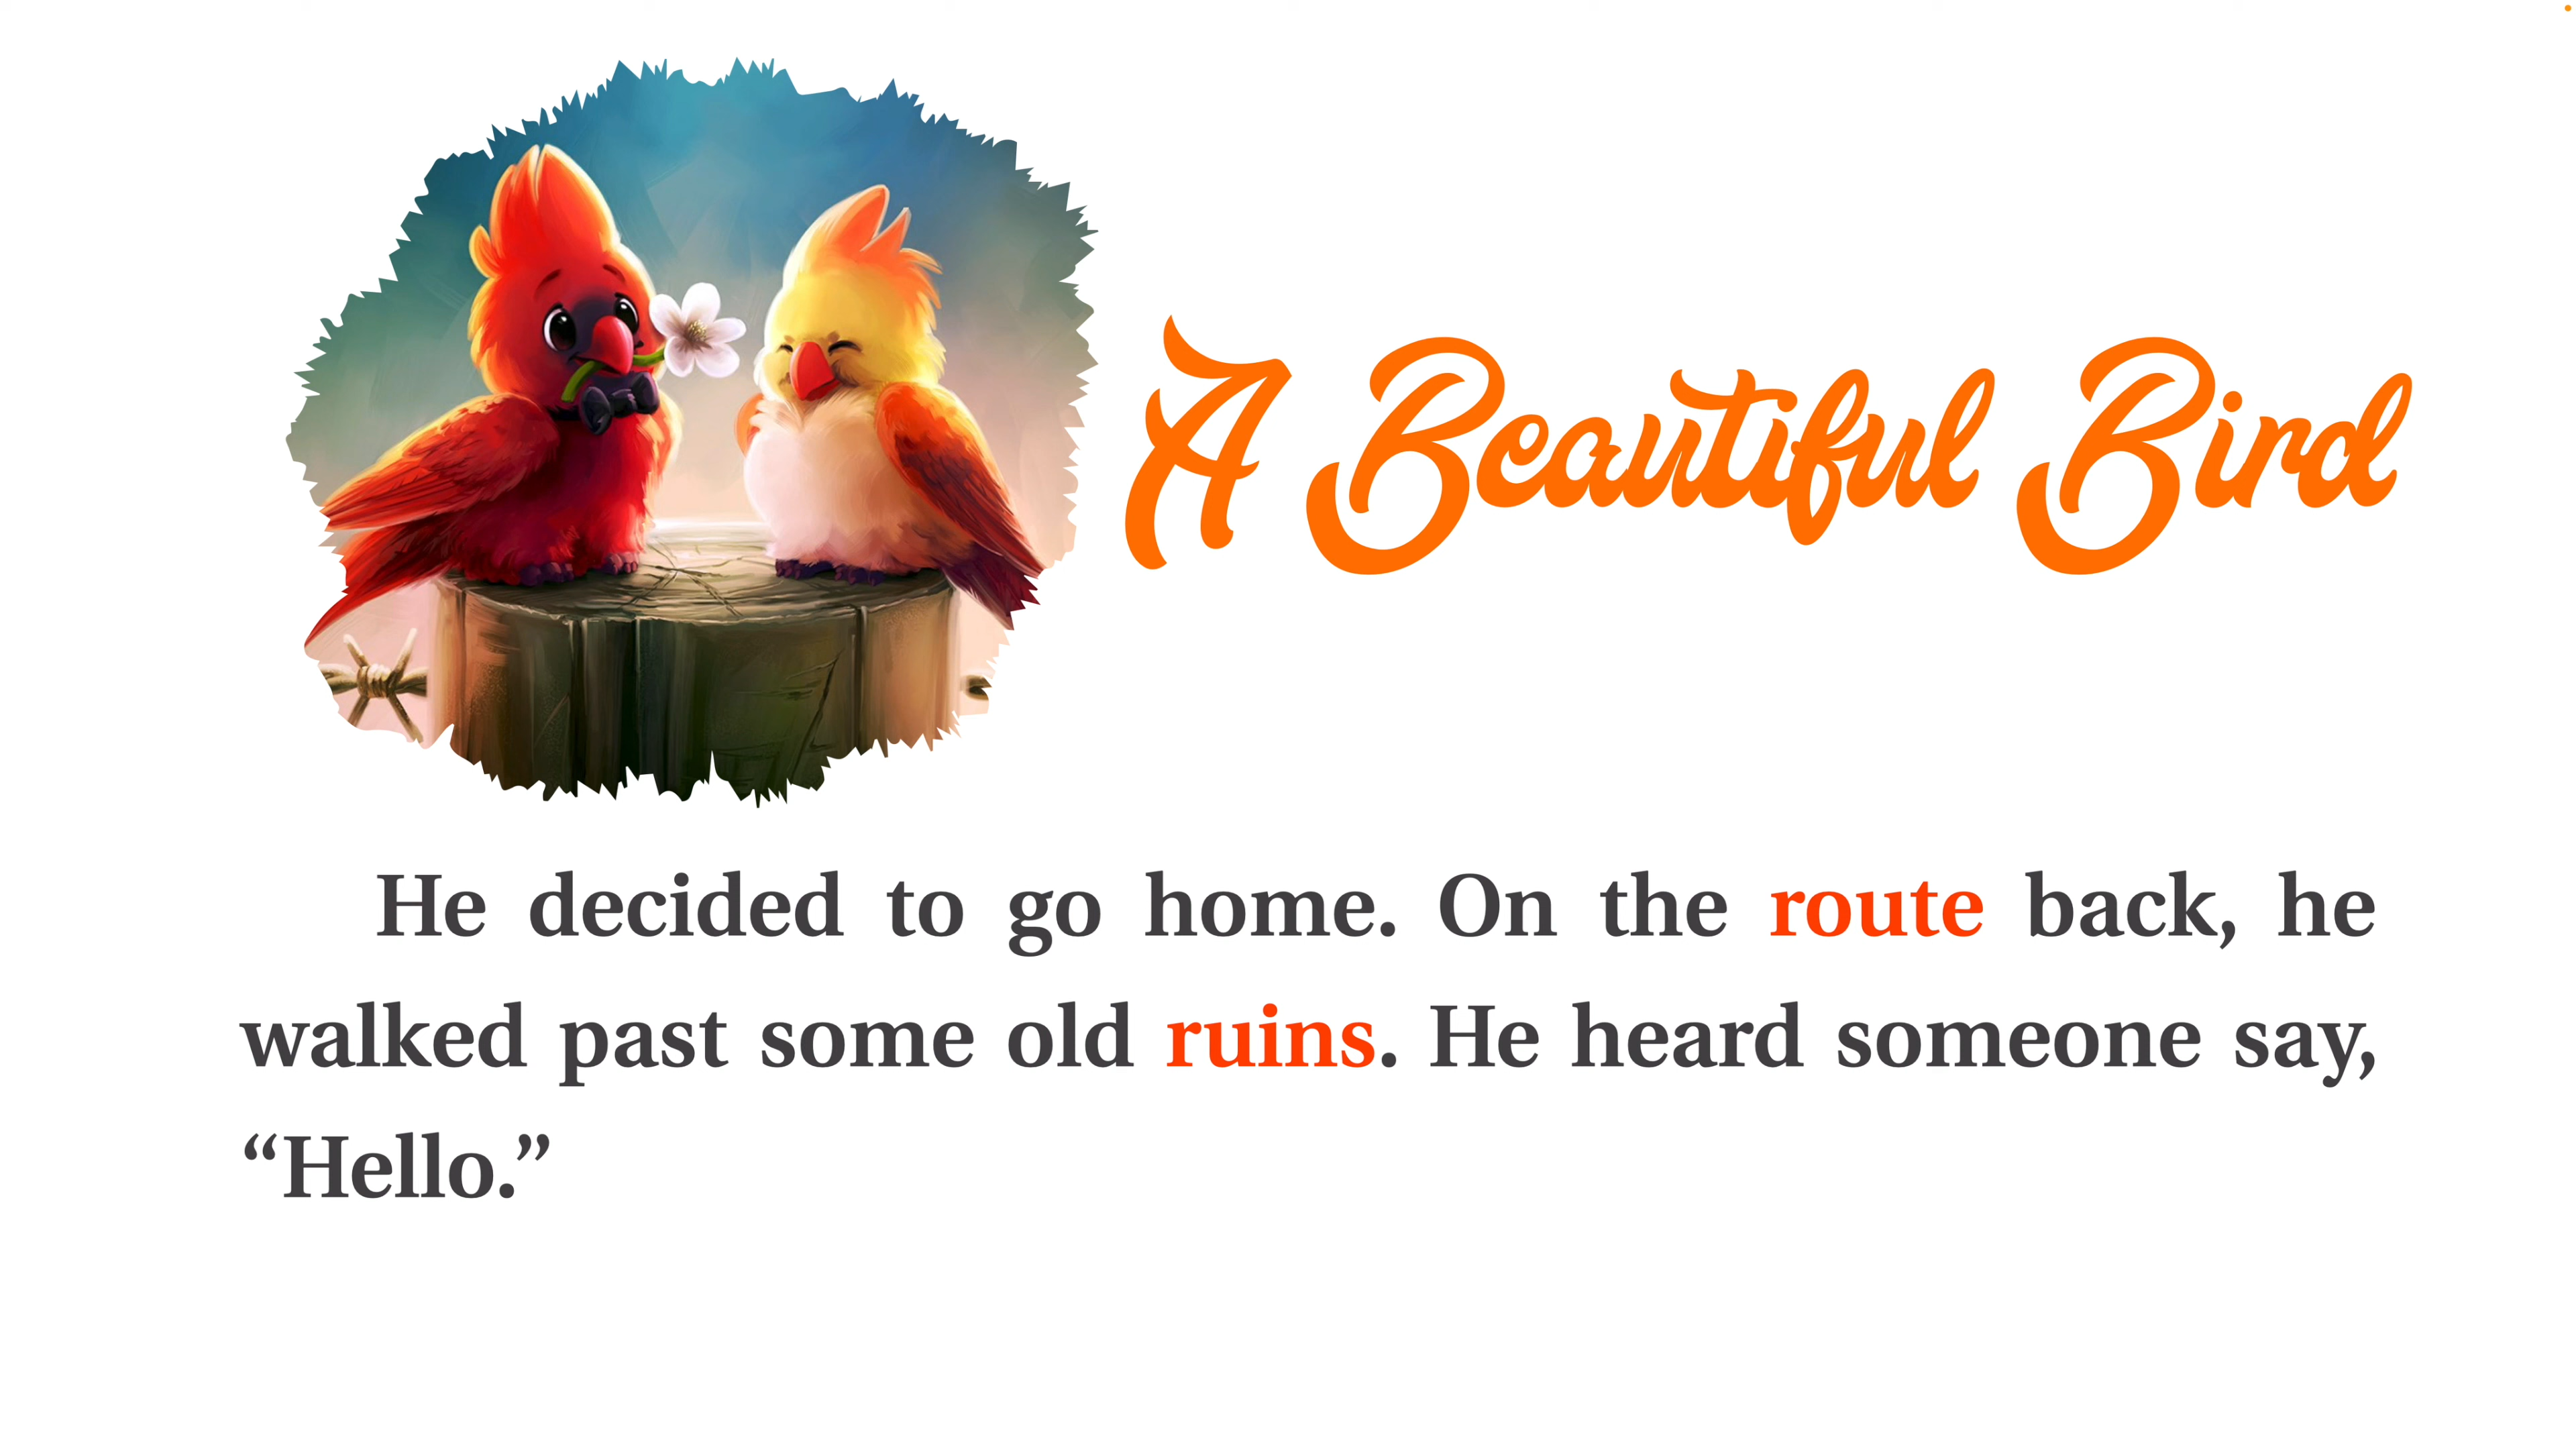 A Beautiful Bird
He decided to go home. On the route back, he
walked past some old ruins. He heard someone say,
“Hello.”